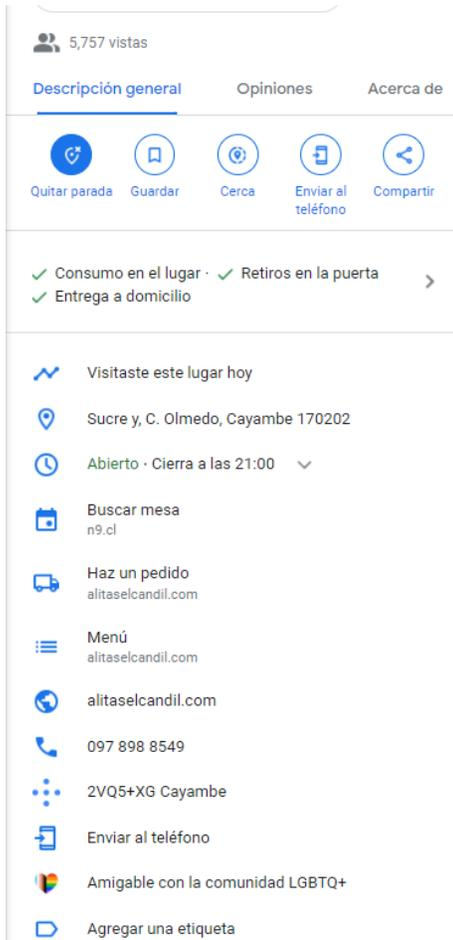 5,757 vistas
Descripción general Opiniones Acerca de
Quitar parada Guardar Cerca Enviar al teléfono Compartir
Consumo en el lugar · Retiros en la puerta
Entrega a domicilio
Visitaste este lugar hoy
Sucre y, C. Olmedo, Cayambe 170202
Abierto · Cierra a las 21:00
Buscar mesa
n9.cl
Haz un pedido
alitaselcandil.com
Menú
alitaselcandil.com
alitaselcandil.com
097 898 8549
2VQ5+XG Cayambe
Enviar al teléfono
Amigable con la comunidad LGBTQ+
Agregar una etiqueta